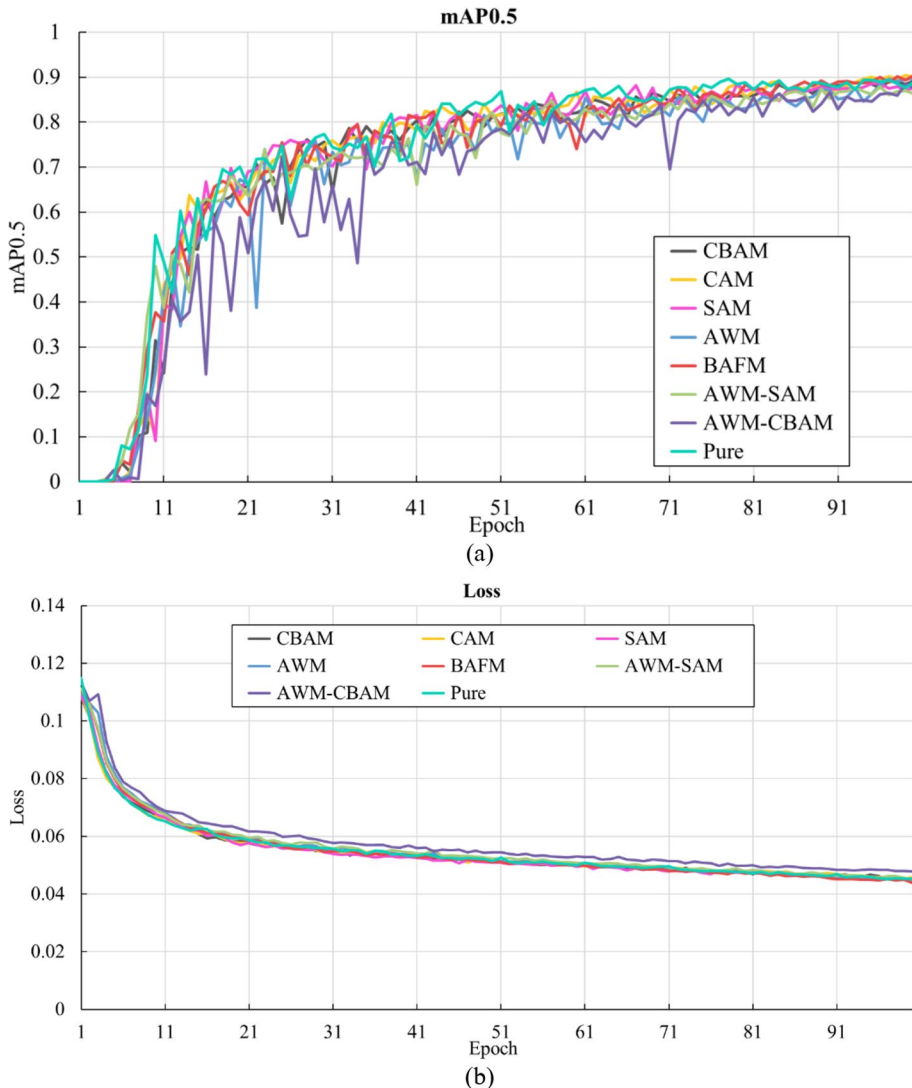 mAP0.5
1
0.9
0.8
0.7
0.6
0.5
0.4
0.3
0.2
0.1
0
mAP0.5
CBAM
CAM
SAM
AWM
BAFM
AWM-SAM
AWM-CBAM
Pure
1 11 21 31 41 51 61 71 81 91
Epoch
(a)
Loss
0.14
0.12
0.1
0.08
0.06
0.04
0.02
0
Loss
CBAM CAM SAM
AWM BAFM AWM-SAM
AWM-CBAM Pure
1 11 21 31 41 51 61 71 81 91
Epoch
(b)